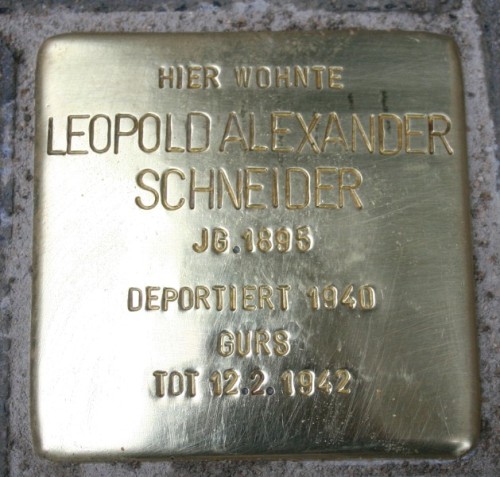 HIER WOHNTE
LEOPOLD ALEXANDER
SCHNEIDER
JG. 1895
DEPORTIERT 1940
GURS
TOT 12.2.1942